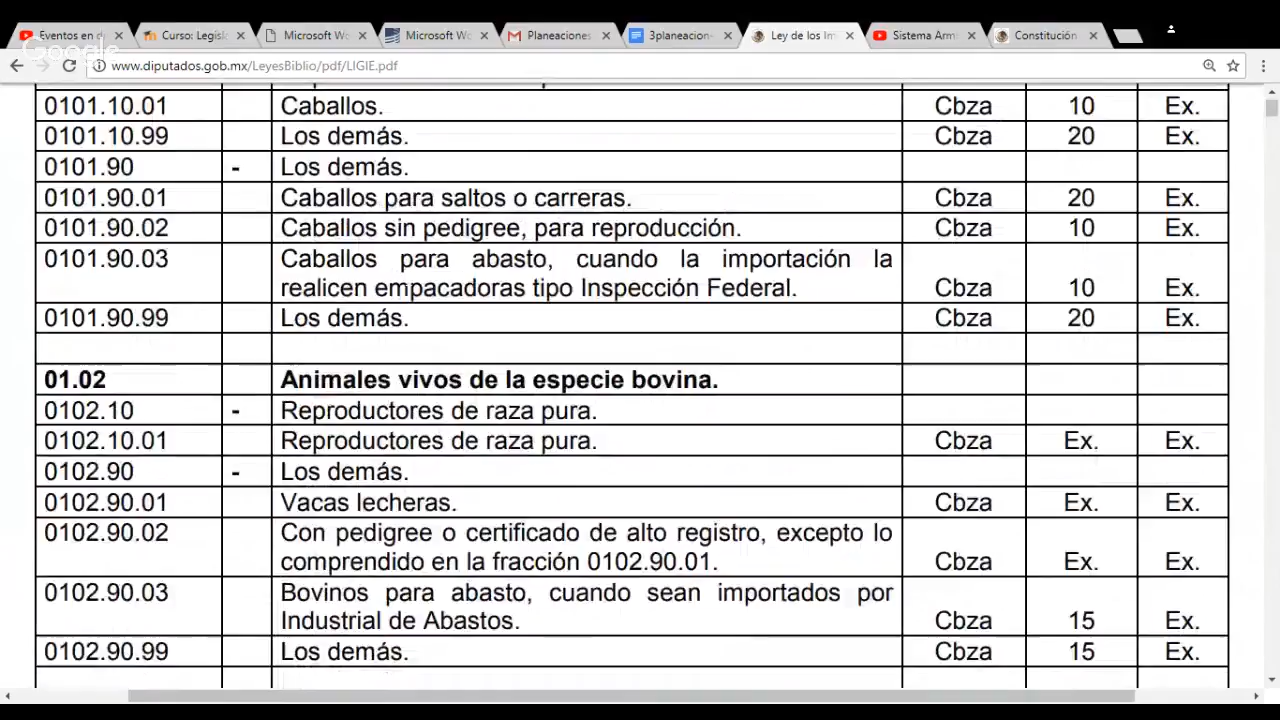 Eventos en d
Curso: Legisl
Microsoft Wo
Microsoft Wo
Planeaciones
3planeacion-
Ley de los Im
Sistema Arm
Constitución
Google
www.diputados.gob.mx/LeyesBiblio/pdf/LIGIE.pdf
0101.10.01 Caballos. Cbza 10 Ex.
0101.10.99 Los demás. Cbza 20 Ex.
0101.90 - Los demás.
0101.90.01 Caballos para saltos o carreras. Cbza 20 Ex.
0101.90.02 Caballos sin pedigree, para reproducción. Cbza 10 Ex.
0101.90.03 Caballos para abasto, cuando la importación la
realicen empacadoras tipo Inspección Federal. Cbza 10 Ex.
0101.90.99 Los demás. Cbza 20 Ex.
01.02 Animales vivos de la especie bovina.
0102.10 - Reproductores de raza pura.
0102.10.01 Reproductores de raza pura. Cbza Ex. Ex.
0102.90 - Los demás.
0102.90.01 Vacas lecheras. Cbza Ex. Ex.
0102.90.02 Con pedigree o certificado de alto registro, excepto lo
comprendido en la fracción 0102.90.01. Cbza Ex. Ex.
0102.90.03 Bovinos para abasto, cuando sean importados por
Industrial de Abastos. Cbza 15 Ex.
0102.90.99 Los demás. Cbza 15 Ex.